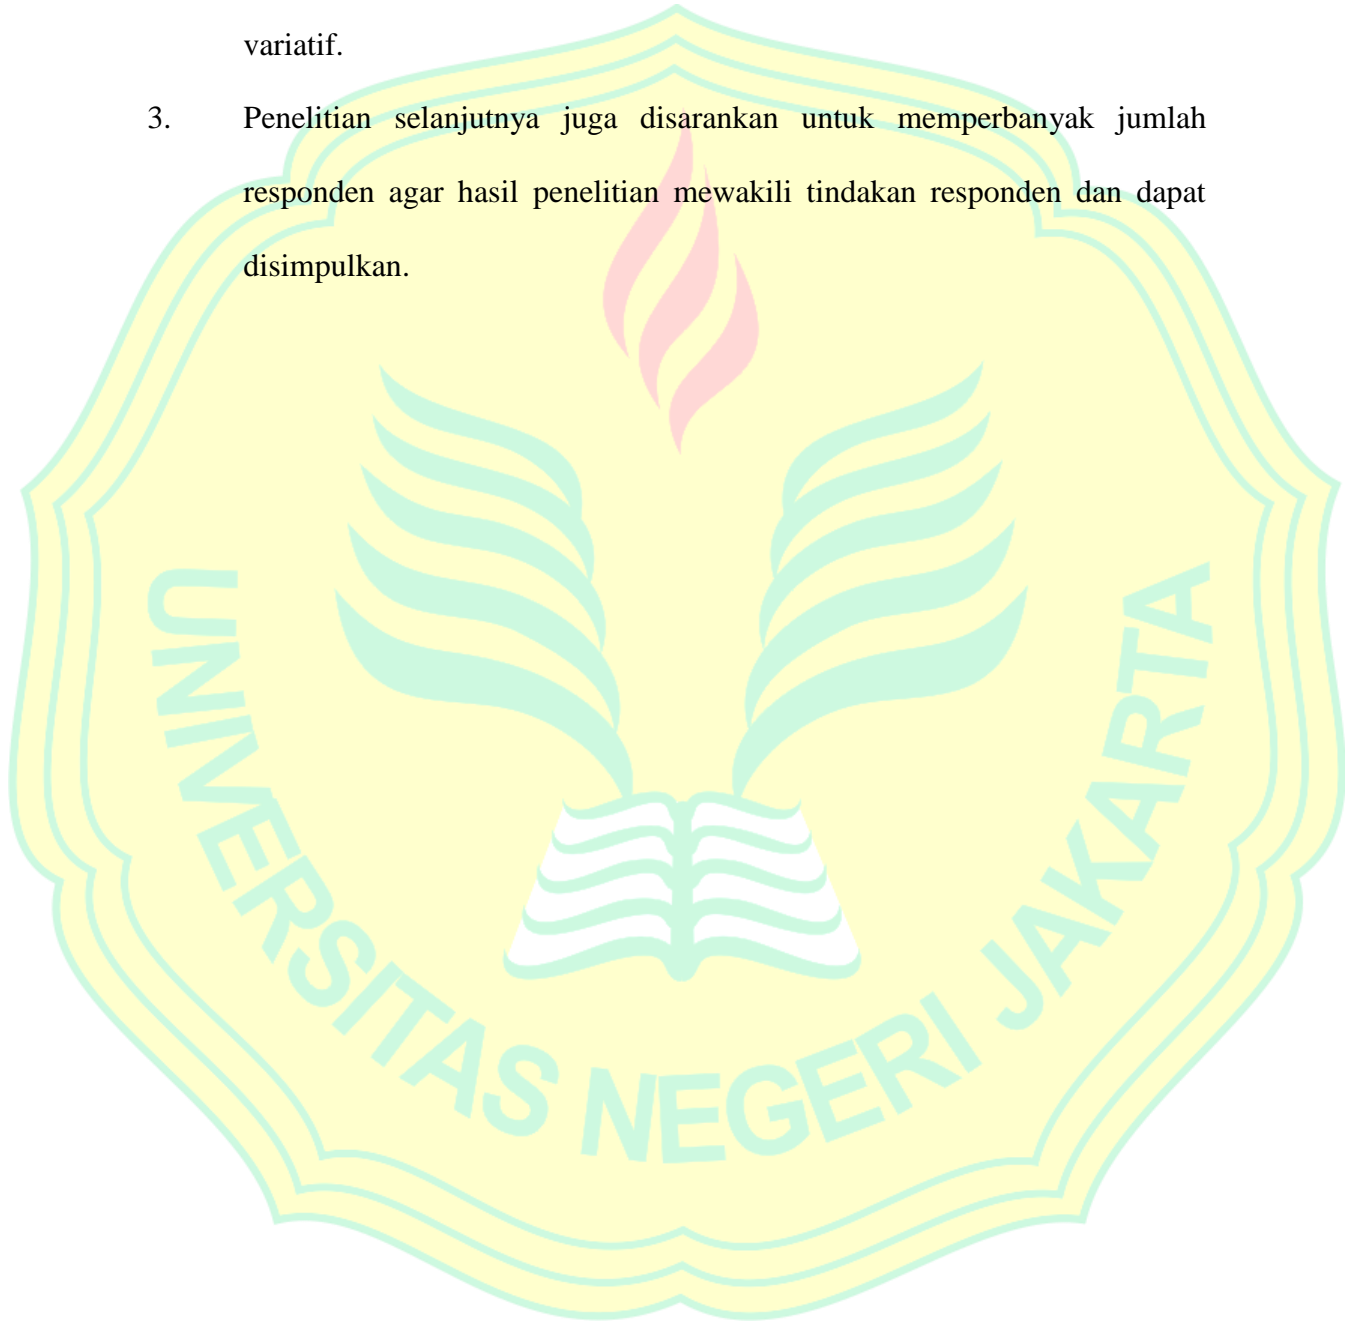 variatif.
3. Penelitian selanjutnya juga disarankan untuk memperbanyak jumlah
responden agar hasil penelitian mewakili tindakan responden dan dapat
disimpulkan.
UNIVERSITAS NEGERI JAKARTA